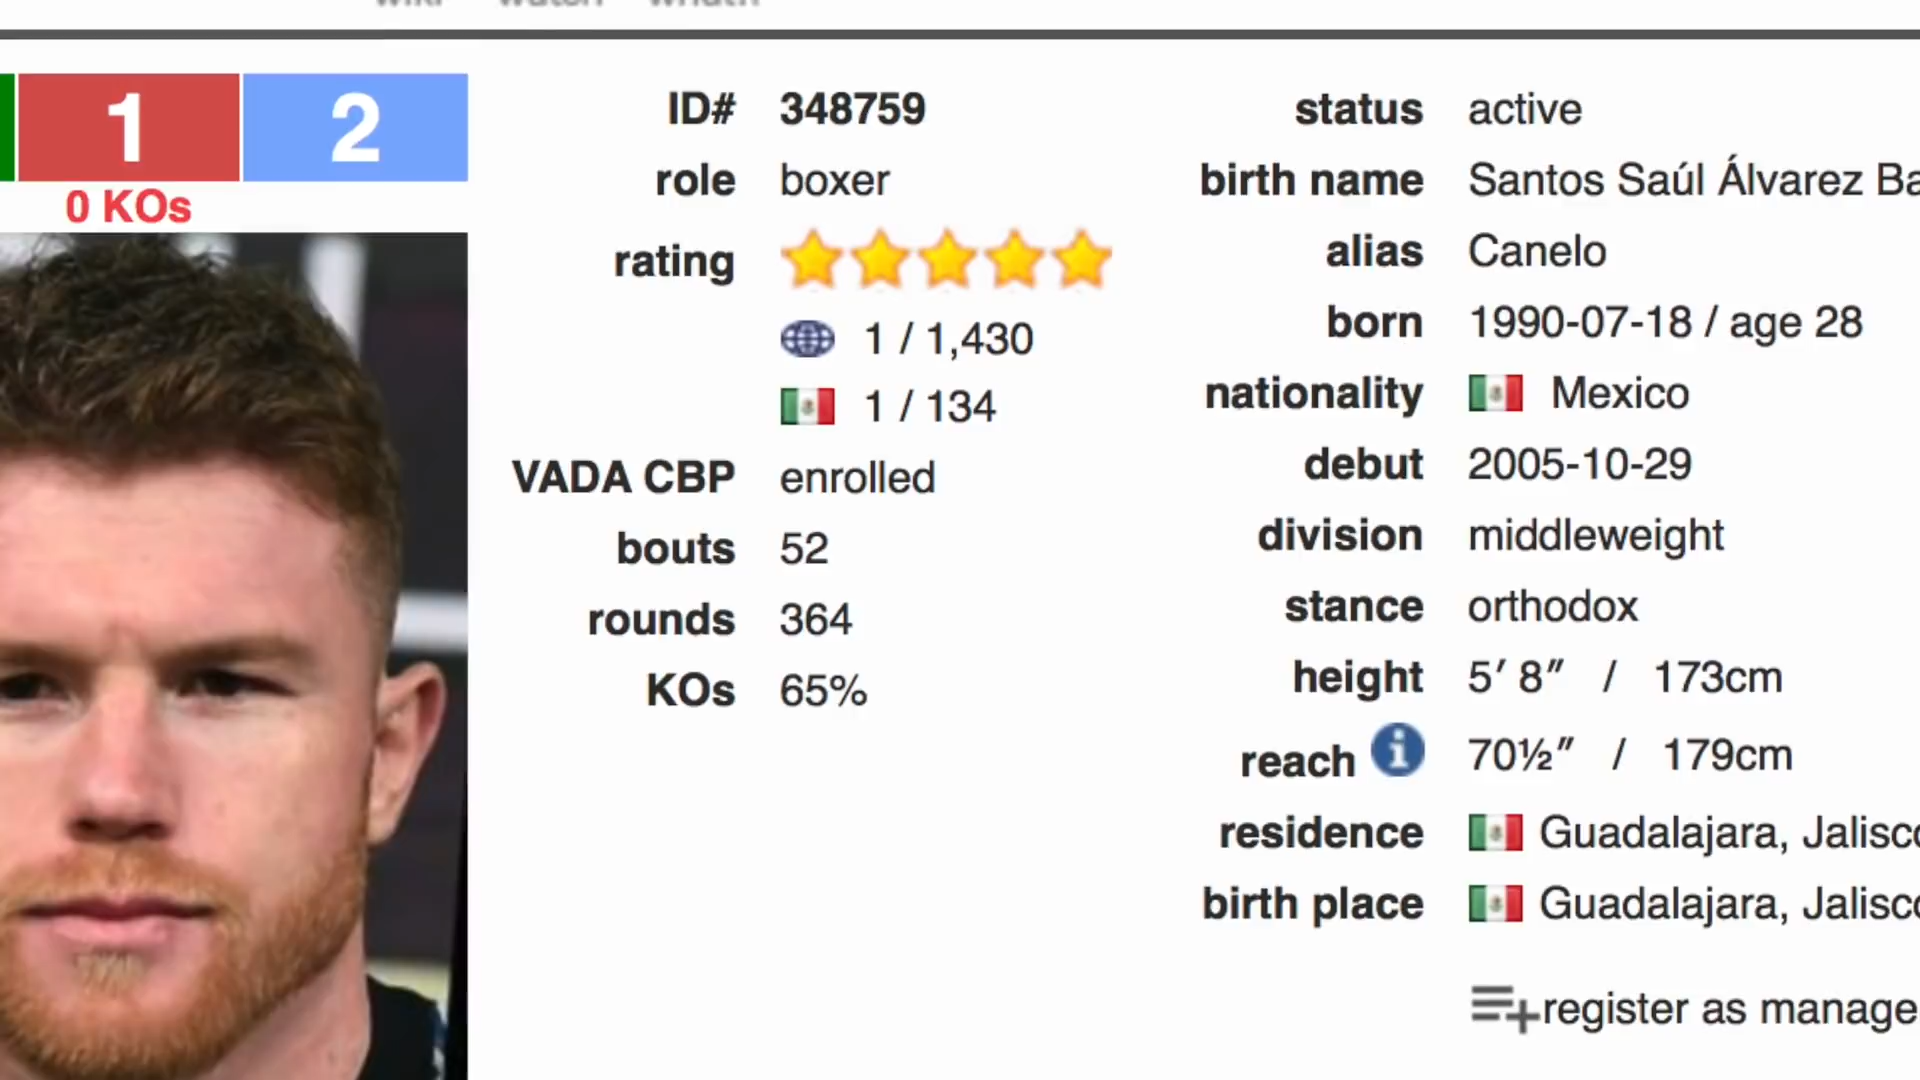 wiki watch
1 2
0 KOs
ID# 348759
role boxer
rating
1 / 1,430
1 / 134
VADA CBP enrolled
bouts 52
rounds 364
KOs 65%
status active
birth name Santos Saúl Álvarez Ba
alias Canelo
born 1990-07-18 / age 28
nationality Mexico
debut 2005-10-29
division middleweight
stance orthodox
height 5′ 8″ / 173cm
reach i 70½″ / 179cm
residence Guadalajara, Jalisco
birth place Guadalajara, Jalisco
register as manage